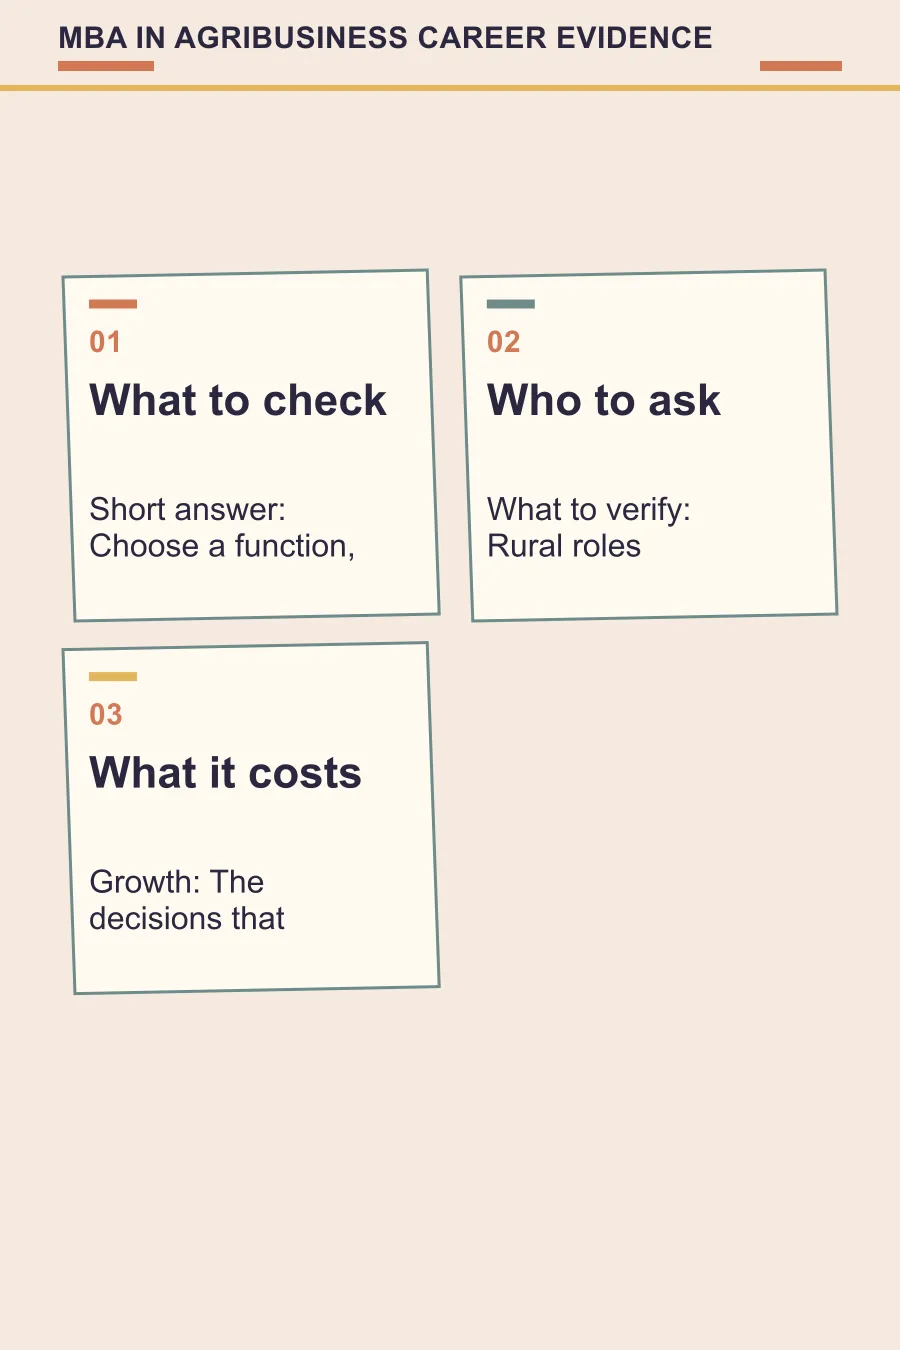 MBA IN AGRIBUSINESS CAREER EVIDENCE
01
What to check
Short answer:
Choose a function,
02
Who to ask
What to verify:
Rural roles
03
What it costs
Growth: The
decisions that